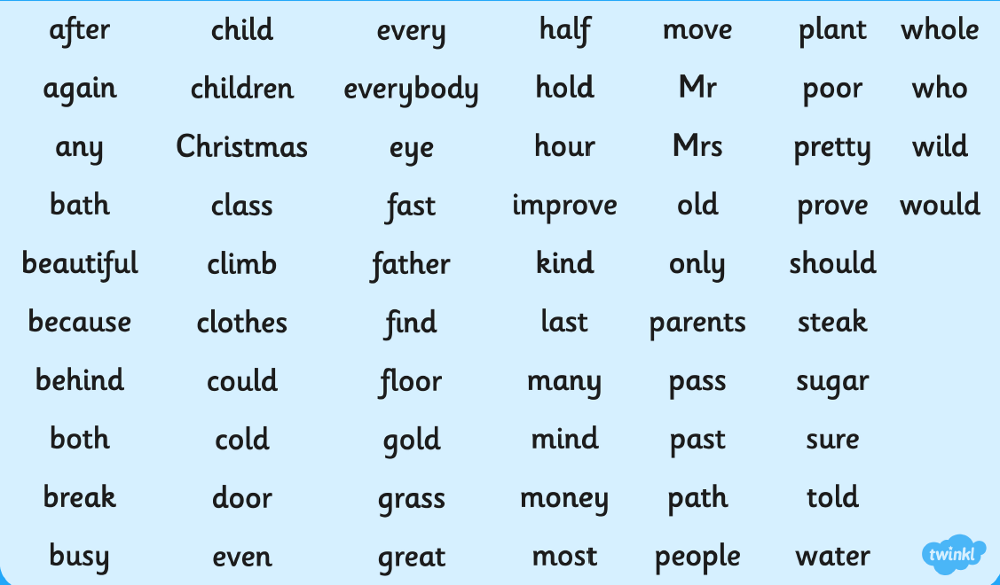 after child every half move plant whole
again children everybody hold Mr poor who
any Christmas eye hour Mrs pretty wild
bath class fast improve old prove would
beautiful climb father kind only should
because clothes find last parents steak
behind could floor many pass sugar
both cold gold mind past sure
break door grass money path told
busy even great most people water
twinkl